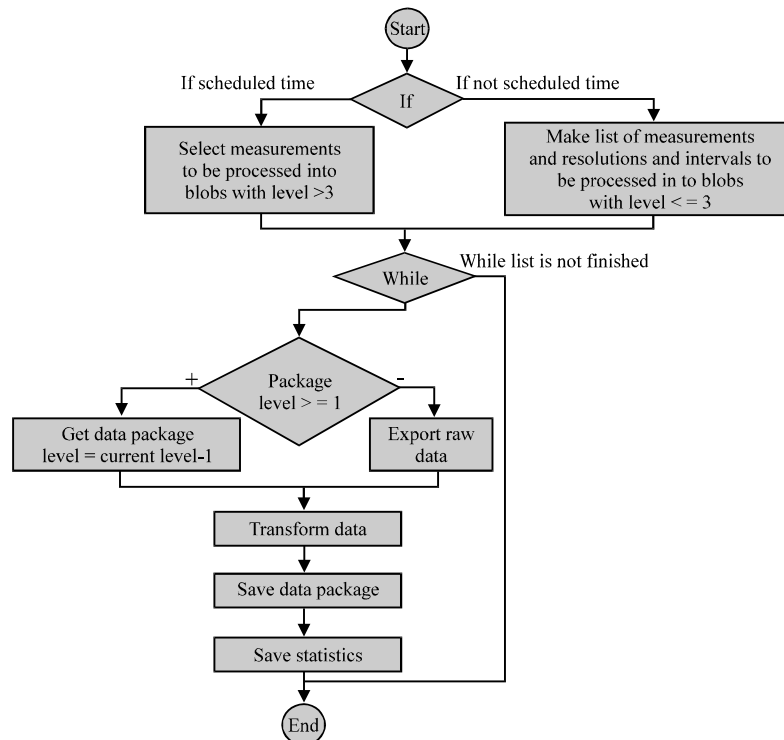 Start
If scheduled time
If not scheduled time
If
Select measurements
to be processed into
blobs with level >3
Make list of measurements
and resolutions and intervals to
be processed in to blobs
with level < = 3
While list is not finished
While
+
-
Package
level > = 1
Get data package
level = current level-1
Export raw
data
Transform data
Save data package
Save statistics
End